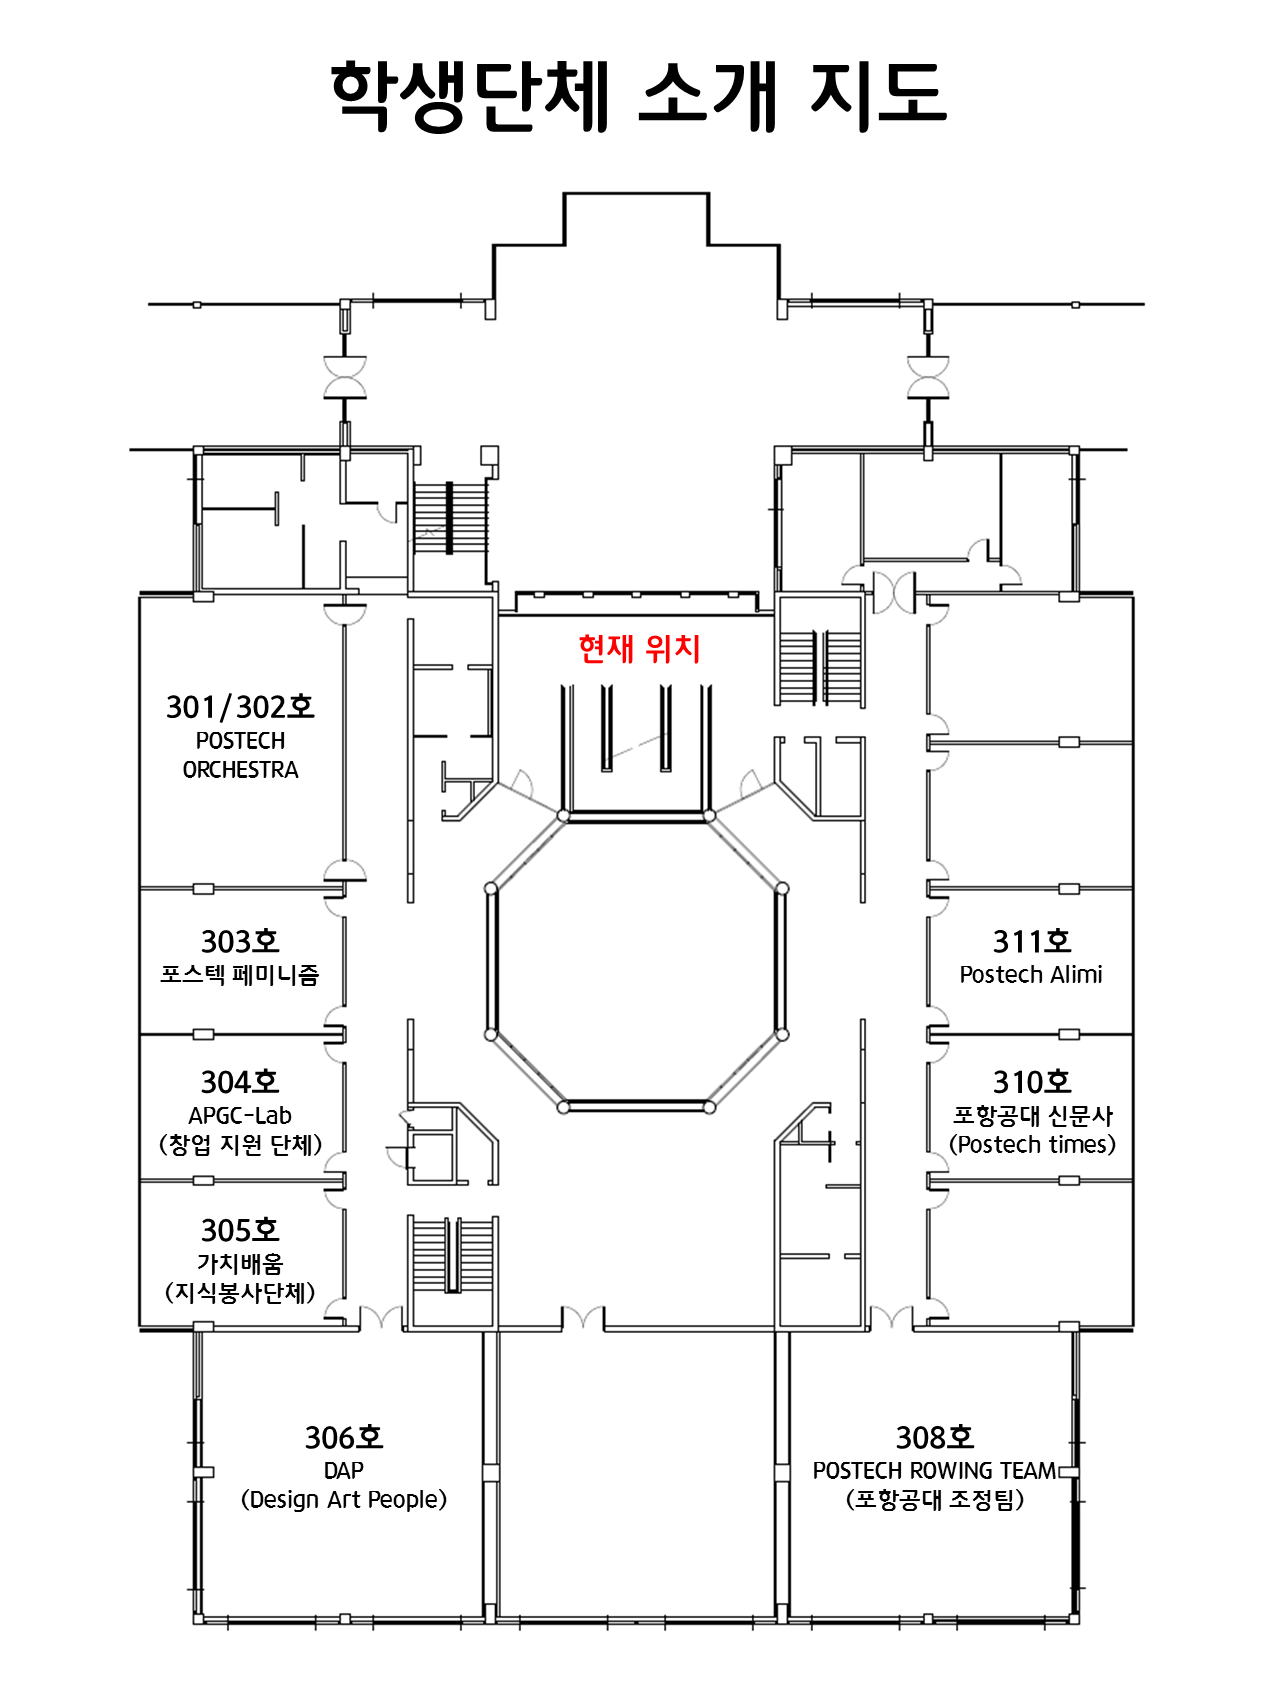 학생단체 소개 지도
현재 위치
301/302호
POSTECH
ORCHESTRA
303호
포스텍 페미니즘
304호
APGC-Lab
(창업 지원 단체)
305호
가치배움
(지식봉사단체)
306호
DAP
(Design Art People)
308호
POSTECH ROWING TEAM
(포항공대 조정팀)
310호
포항공대 신문사
(Postech times)
311호
Postech Alimi